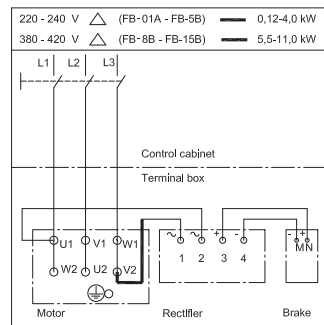 220 - 240 V △ (FB-01A - FB-5B) 0,12-4,0 kW
380 - 420 V △ (FB-8B - FB-15B) 5,5-11,0 kW
L1 L2 L3
Control cabinet
Terminal box
U1 V1 W1 ~ ~ + - - +
1 2 3 4 M N
W2 U2 V2
Motor Rectifier Brake